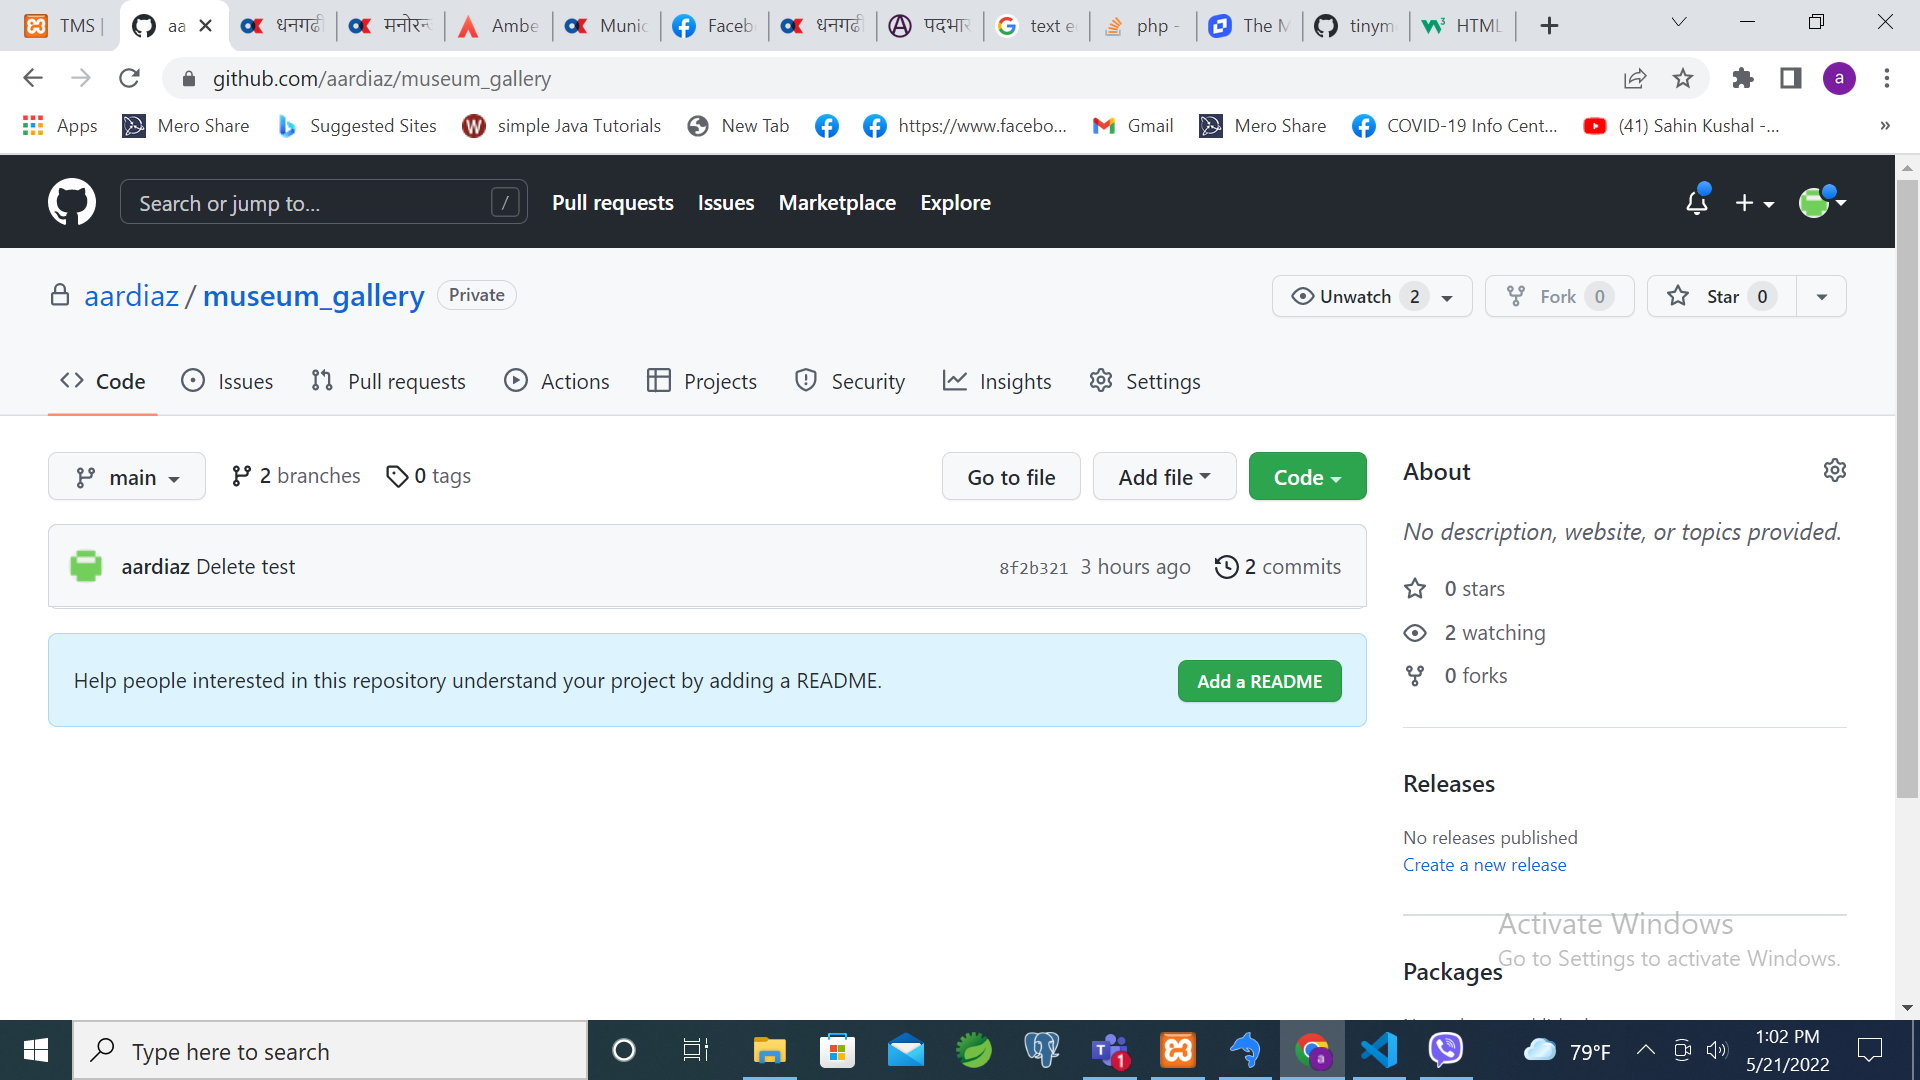 TMS |
aa
धनगढी
मनोरन्
Ambe
Munic
Faceb
धनगढी
पदभार
text e
php -
The M
tinym
HTML
github.com/aardiaz/museum_gallery
a
Apps
Mero Share
Suggested Sites
simple Java Tutorials
New Tab
https://www.facebo...
Gmail
Mero Share
COVID-19 Info Cent...
(41) Sahin Kushal -...
»
Search or jump to...
/
Pull requests
Issues
Marketplace
Explore
aardiaz / museum_gallery
Private
Unwatch 2
Fork 0
Star 0
Code
Issues
Pull requests
Actions
Projects
Security
Insights
Settings
main
2 branches
0 tags
Go to file
Add file
Code
About
No description, website, or topics provided.
aardiaz Delete test
8f2b321 3 hours ago
2 commits
0 stars
2 watching
0 forks
Help people interested in this repository understand your project by adding a README.
Add a README
Releases
No releases published
Create a new release
Activate Windows
Go to Settings to activate Windows.
Packages
Type here to search
1
a
79°F
1:02 PM
5/21/2022